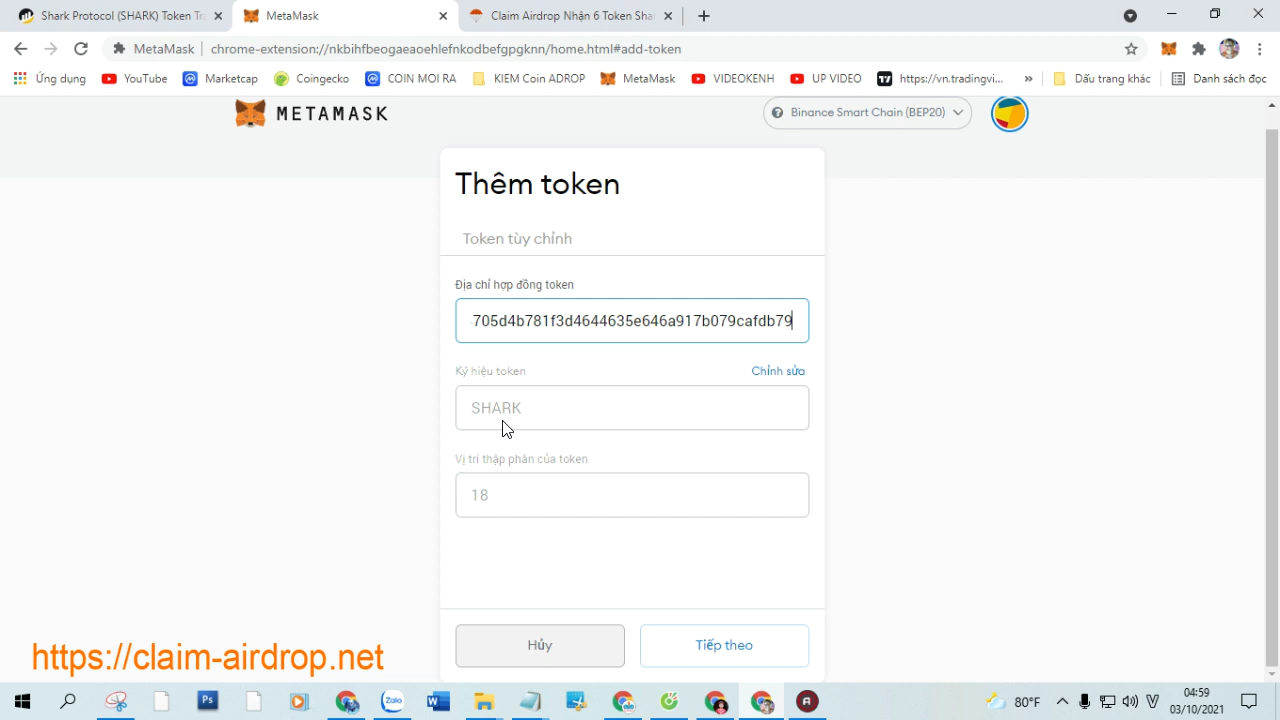 Shark Protocol (SHARK) Token Tra
MetaMask
Claim Airdrop Nhận 6 Token Shar
MetaMask
chrome-extension://nkbihfbeogaeaoehlefnkodbefgpgknn/home.html#add-token
Ứng dụng
YouTube
Marketcap
Coingecko
COIN MOI RA
KIEM Coin ADROP
MetaMask
VIDEOKENH
UP VIDEO
https://vn.tradingvi...
»
Dấu trang khác
Danh sách đọc
METAMASK
Binance Smart Chain (BEP20)
Thêm token
Token tùy chỉnh
Địa chỉ hợp đồng token
705d4b781f3d4644635e646a917b079cafdb79
Ký hiệu token
Chỉnh sửa
SHARK
Vị trí thập phân của token
18
Hủy
Tiếp theo
https://claim-airdrop.net
80°F
04:59
03/10/2021